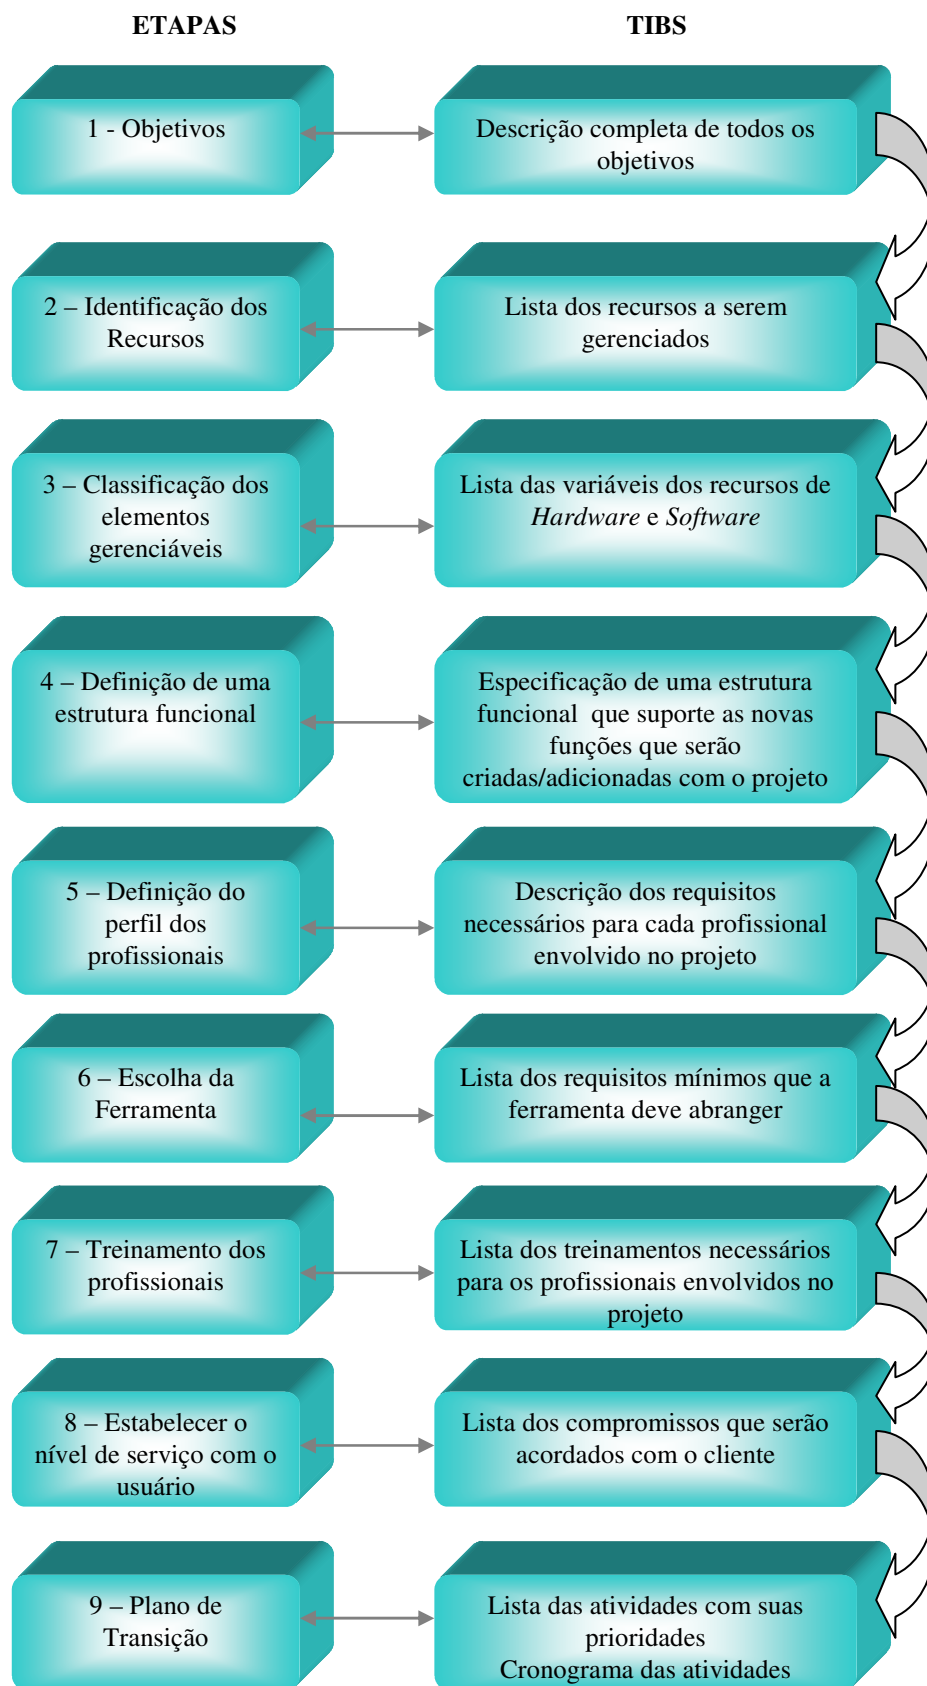 ETAPAS
TIBS
1 - Objetivos
Descrição completa de todos os
objetivos
2 – Identificação dos
Recursos
Lista dos recursos a serem
gerenciados
3 – Classificação dos
elementos
gerenciáveis
Lista das variáveis dos recursos de
Hardware e Software
4 – Definição de uma
estrutura funcional
Especificação de uma estrutura
funcional  que suporte as novas
funções que serão
criadas/adicionadas com o projeto
5 – Definição do
perfil dos
profissionais
Descrição dos requisitos
necessários para cada profissional
envolvido no projeto
6 – Escolha da
Ferramenta
Lista dos requisitos mínimos que a
ferramenta deve abranger
7 – Treinamento dos
profissionais
Lista dos treinamentos necessários
para os profissionais envolvidos no
projeto
8 – Estabelecer o
nível de serviço com o
usuário
Lista dos compromissos que serão
acordados com o cliente
9 – Plano de
Transição
Lista das atividades com suas
prioridades
Cronograma das atividades